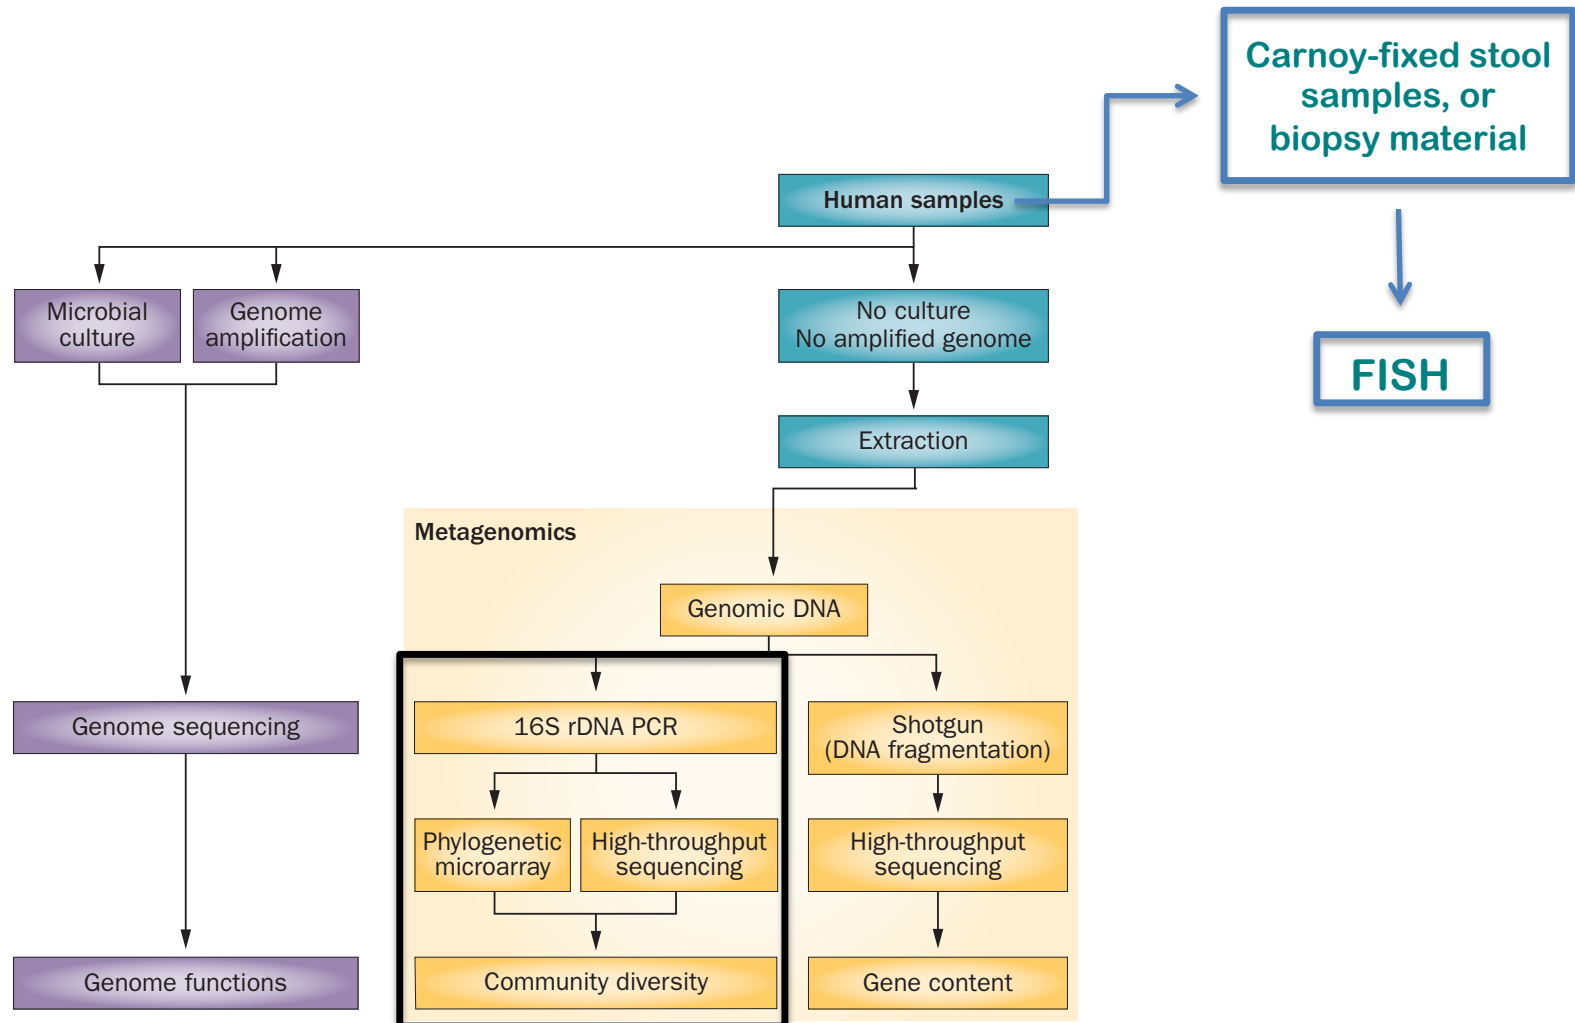 Carnoy-fixed stool
samples, or
biopsy material
Human samples
Microbial
culture
Genome
amplification
No culture
No amplified genome
FISH
Extraction
Metagenomics
Genomic DNA
Genome sequencing
16S rDNA PCR
Shotgun
(DNA fragmentation)
Phylogenetic
microarray
High-throughput
sequencing
High-throughput
sequencing
Genome functions
Community diversity
Gene content